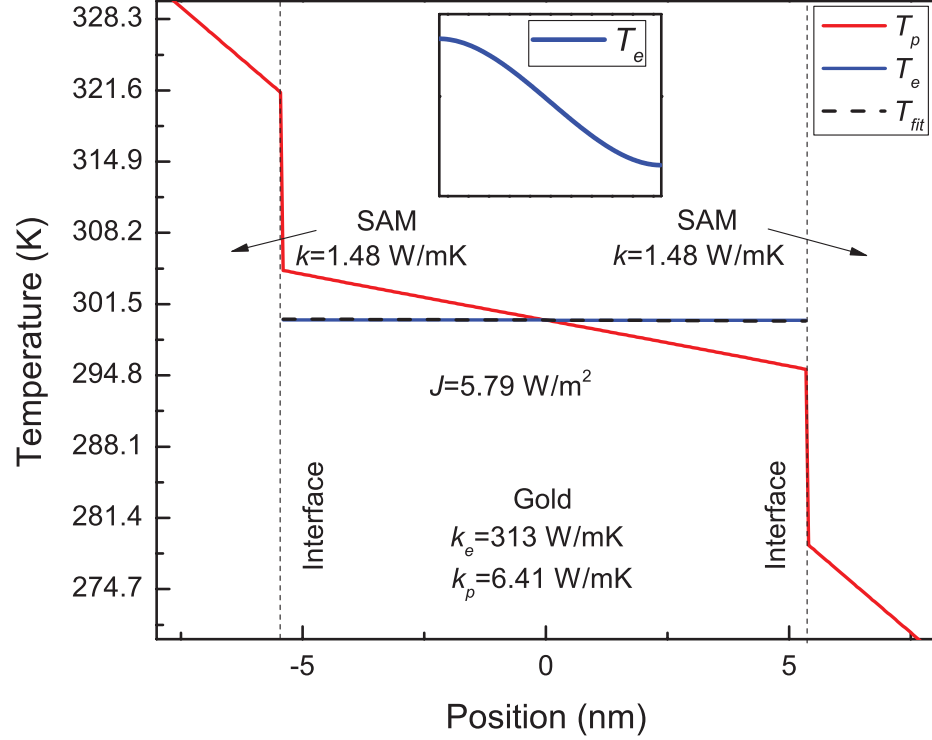 328.3
321.6
314.9
308.2
301.5
294.8
288.1
281.4
274.7
Temperature (K)
-5
0
5
Position (nm)
T_e
T_p
T_e
T_fit
SAM
k=1.48 W/mK
SAM
k=1.48 W/mK
J=5.79 W/m²
Interface
Gold
k_e=313 W/mK
k_p=6.41 W/mK
Interface